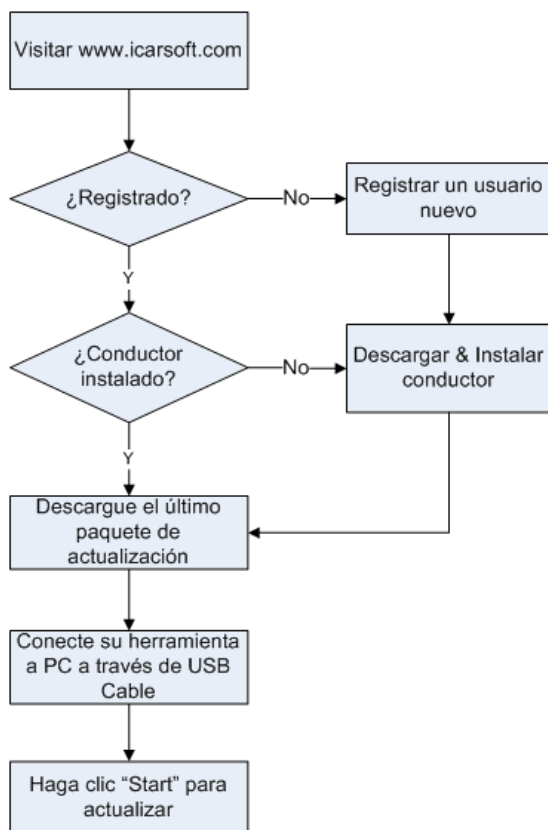 Visitar www.icarsoft.com
¿Registrado?
No
Registrar un usuario
nuevo
Y
¿Conductor
instalado?
No
Descargar & Instalar
conductor
Y
Descargue el último
paquete de
actualización
Conecte su herramienta
a PC a través de USB
Cable
Haga clic “Start” para
actualizar